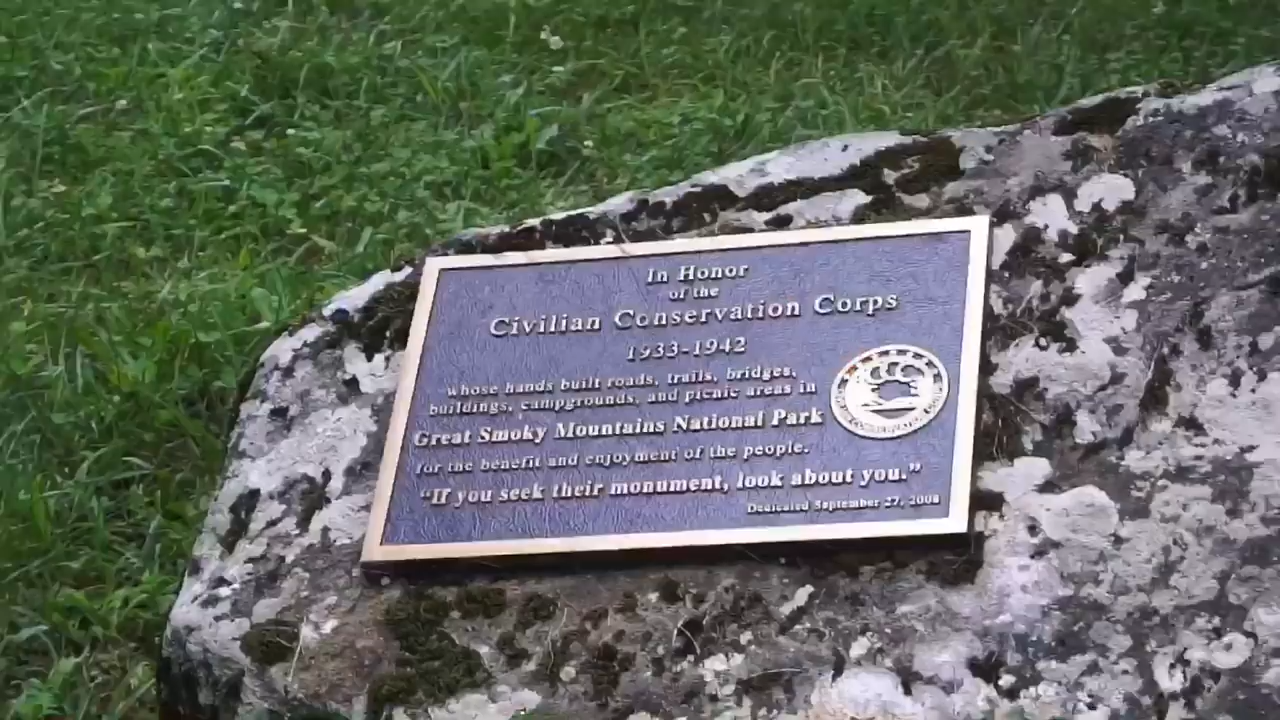 In Honor
of the
Civilian Conservation Corps
1933-1942
whose hands built roads, trails, bridges,
buildings, campgrounds, and picnic areas in
Great Smoky Mountains National Park
for the benefit and enjoyment of the people.
“If you seek their monument, look about you.”
Dedicated September 27, 2008
CCC